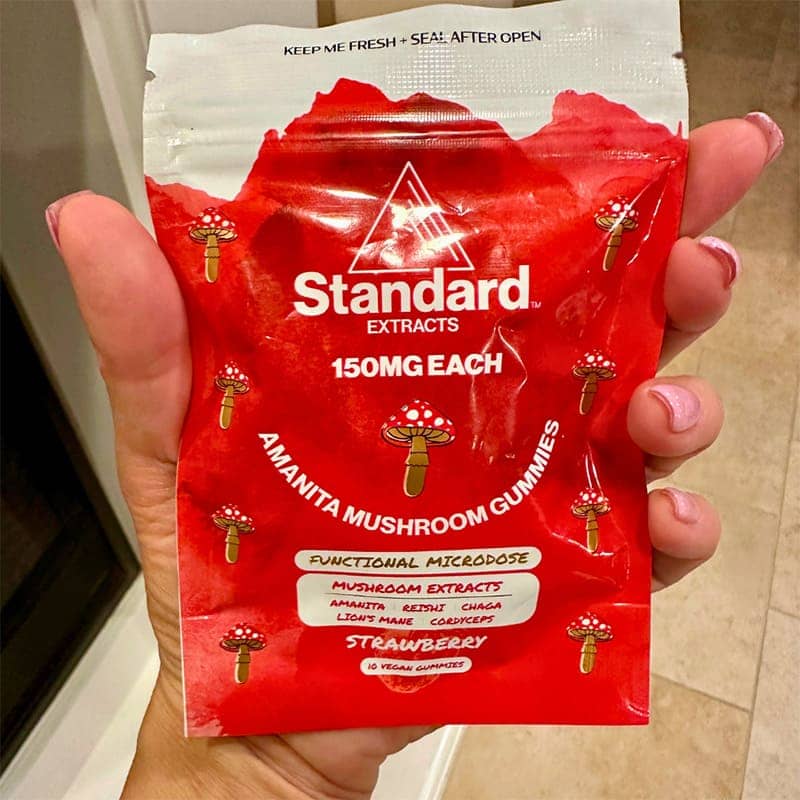 KEEP ME FRESH + SEAL AFTER OPEN
Standard™
EXTRACTS
150MG EACH
AMANITA MUSHROOM GUMMIES
FUNCTIONAL MICRODOSE
MUSHROOM EXTRACTS
AMANITA REISHI CHAGA
LION'S MANE CORDYCEPS
STRAWBERRY
10 VEGAN GUMMIES